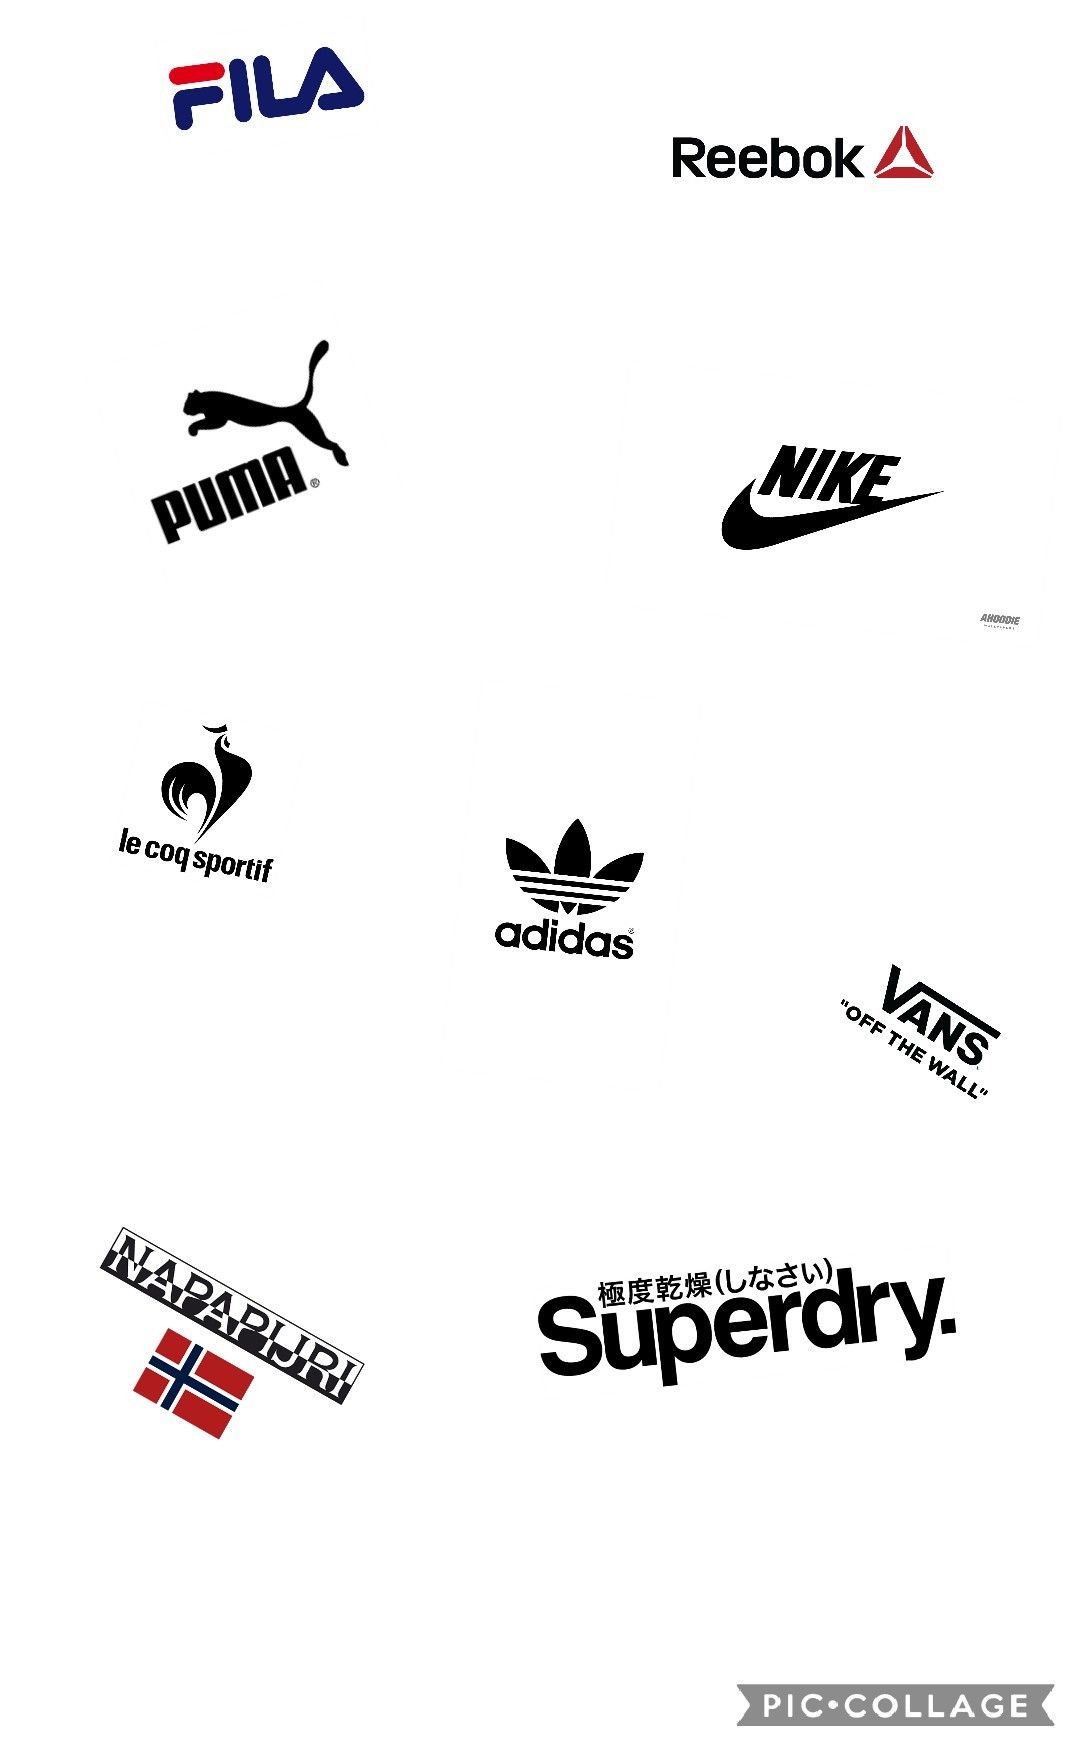 FILA
Reebok
PUMA®
NIKE
AHOODIE
le coq sportif
adidas®
VANS
"OFF THE WALL"
NAPAPIJRI
極度乾燥(しなさい)
Superdry.
PIC•COLLAGE